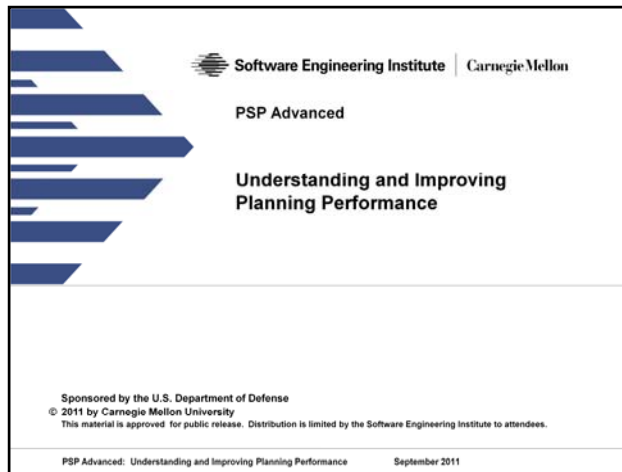 Software Engineering Institute | Carnegie Mellon
PSP Advanced
Understanding and Improving
Planning Performance
Sponsored by the U.S. Department of Defense
© 2011 by Carnegie Mellon University
This material is approved for public release. Distribution is limited by the Software Engineering Institute to attendees.
PSP Advanced: Understanding and Improving Planning Performance September 2011